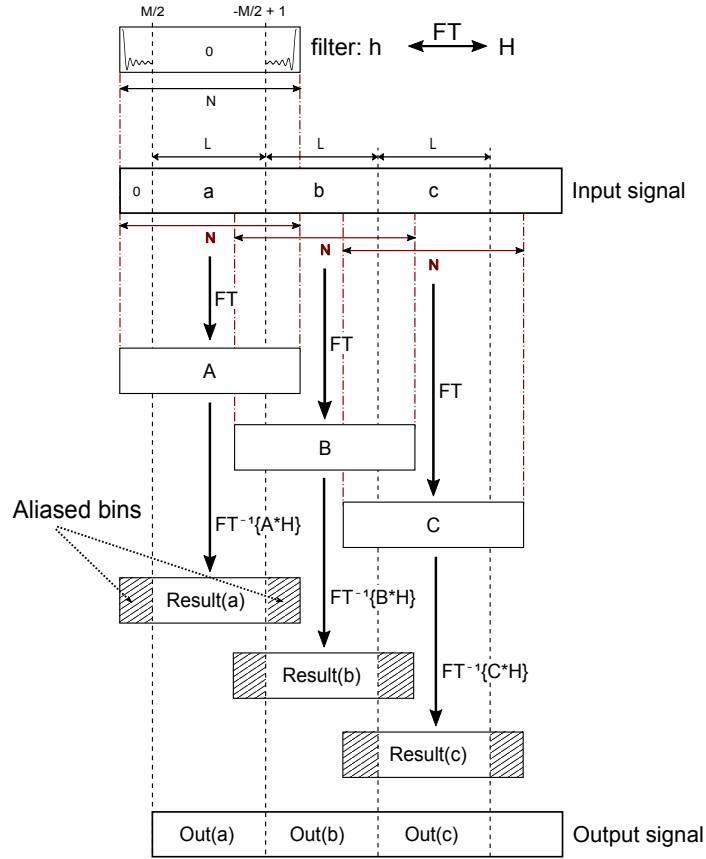 M/2 -M/2 + 1
0 filter: h FT H
N
L L L
0 a b c Input signal
N N N
FT
FT
FT
A
B
C
Aliased bins
FT⁻¹{A*H}
FT⁻¹{B*H}
FT⁻¹{C*H}
Result(a)
Result(b)
Result(c)
Out(a) Out(b) Out(c) Output signal